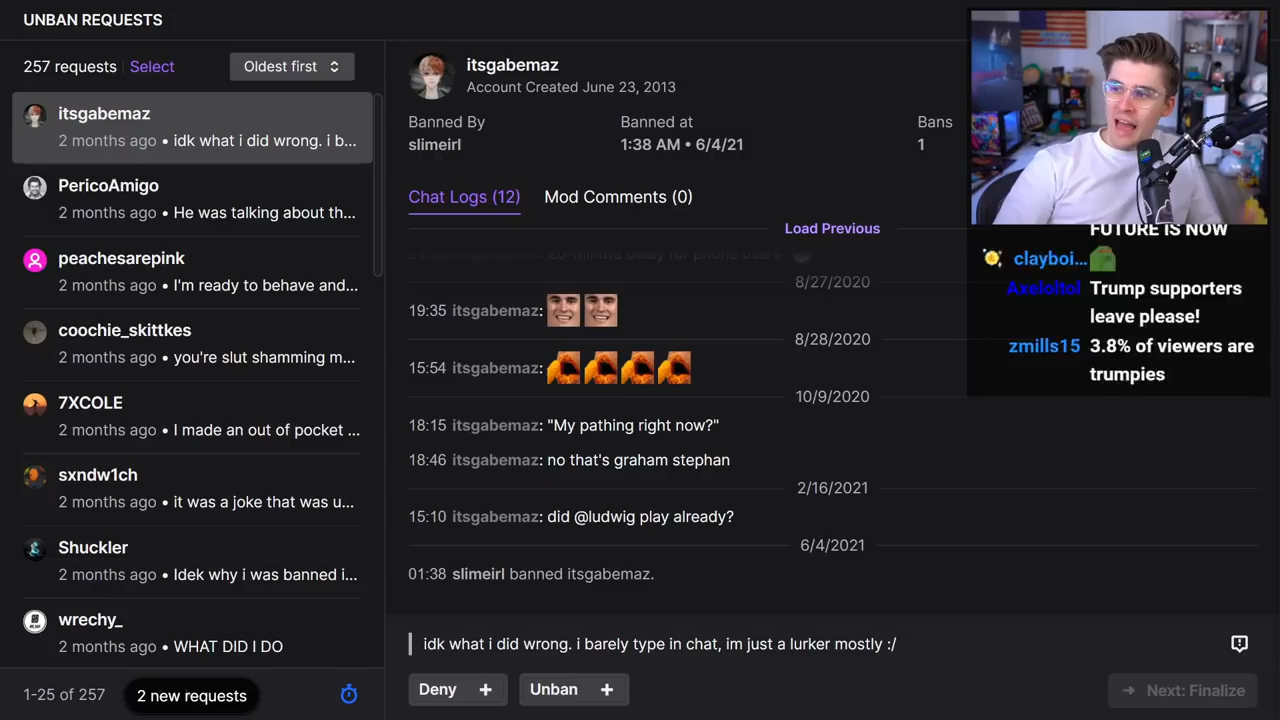 UNBAN REQUESTS
257 requests Select
Oldest first
itsgabemaz
2 months ago • idk what i did wrong. i b...
PericoAmigo
2 months ago • He was talking about th...
peachesarepink
2 months ago • I'm ready to behave and...
coochie_skittkes
2 months ago • you're slut shaming m...
7XCOLE
2 months ago • I made an out of pocket ...
sxndw1ch
2 months ago • it was a joke that was u...
Shuckler
2 months ago • Idek why i was banned i...
wrechy_
2 months ago • WHAT DID I DO
1-25 of 257
2 new requests
itsgabemaz
Account Created June 23, 2013
Banned By
slimeirl
Banned at
1:38 AM • 6/4/21
Bans
1
Chat Logs (12)
Mod Comments (0)
Load Previous
20-minute delay for phone users
8/27/2020
19:35 itsgabemaz:
8/28/2020
15:54 itsgabemaz:
10/9/2020
18:15 itsgabemaz: "My pathing right now?"
18:46 itsgabemaz: no that's graham stephan
2/16/2021
15:10 itsgabemaz: did @ludwig play already?
6/4/2021
01:38 slimeirl banned itsgabemaz.
idk what i did wrong. i barely type in chat, im just a lurker mostly :/
Deny +
Unban +
→ Next: Finalize
FUTURE IS NOW
clayboi...
Axeloltol Trump supporters
leave please!
zmills15 3.8% of viewers are
trumpies